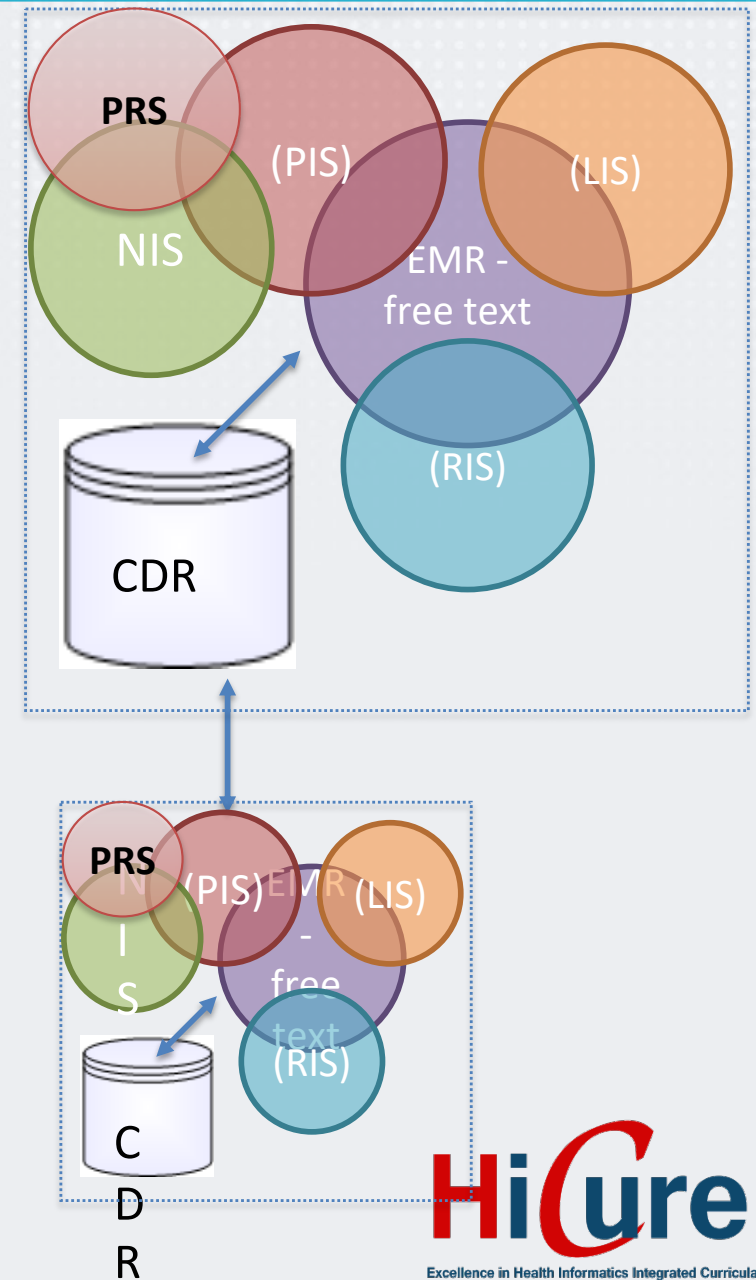 PRS
(PIS)
(LIS)
NIS
EMR -
free text
(RIS)
CDR
PRS
N
I
S
(PIS)
EMR
-
free
text
(LIS)
(RIS)
C
D
R
HiCure
Excellence in Health Informatics Integrated Curricula